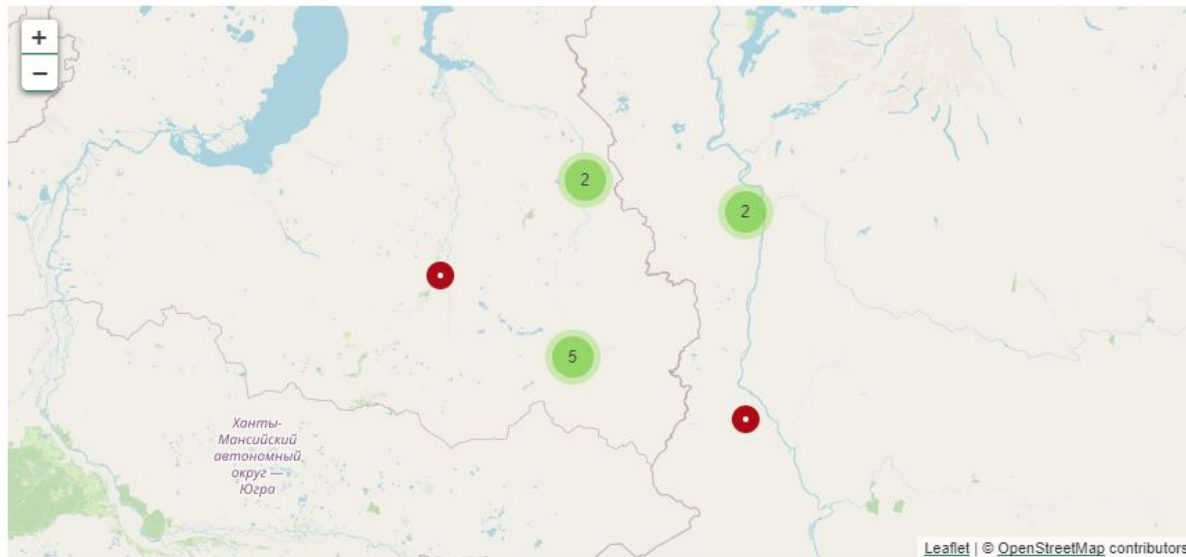 +
−
2
2
5
Ханты-
Мансийский
автономный
округ —
Югра
Leaflet | © OpenStreetMap contributors